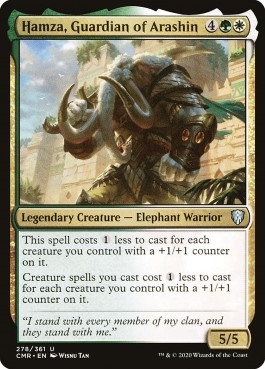 Hamza, Guardian of Arashin 4
Legendary Creature — Elephant Warrior
This spell costs 1 less to cast for each
creature you control with a +1/+1 counter
on it.
Creature spells you cast cost 1 less to cast
for each creature you control with a +1/+1
counter on it.
"I stand with every member of my clan, and
they stand with me."
5/5
278/361 U
CMR • EN WISNU TAN
™ & © 2020 Wizards of the Coast